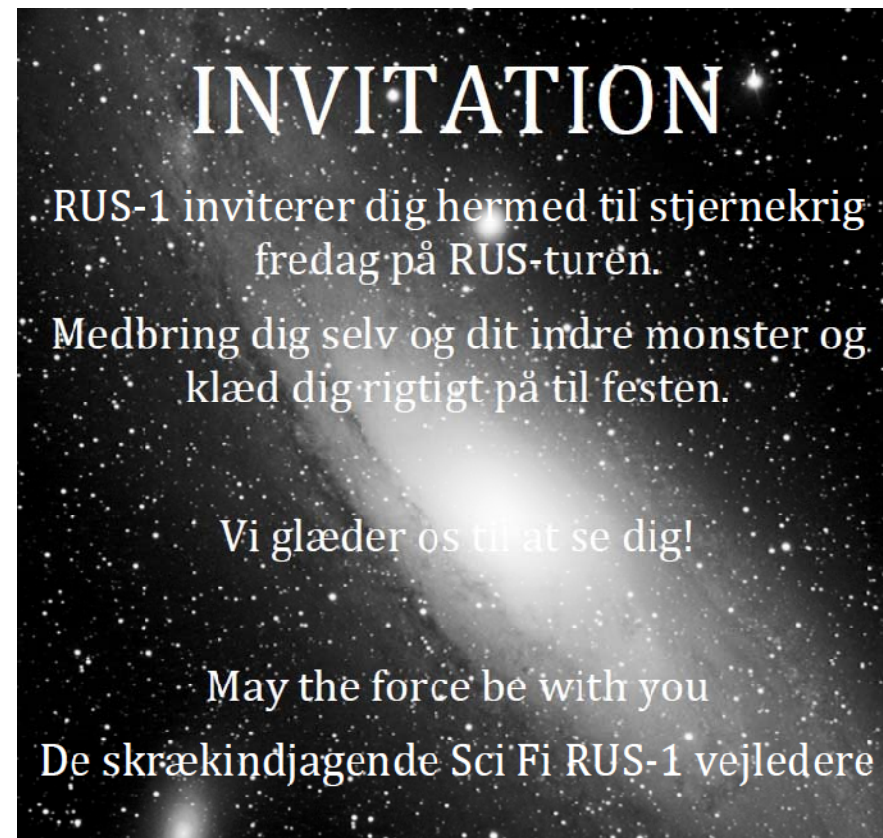 INVITATION
RUS-1 inviterer dig hermed til stjernekrig
fredag på RUS-turen.
Medbring dig selv og dit indre monster og
klæd dig rigtigt på til festen.
Vi glæder os til at se dig!
May the force be with you
De skrækindjagende Sci Fi RUS-1 vejledere